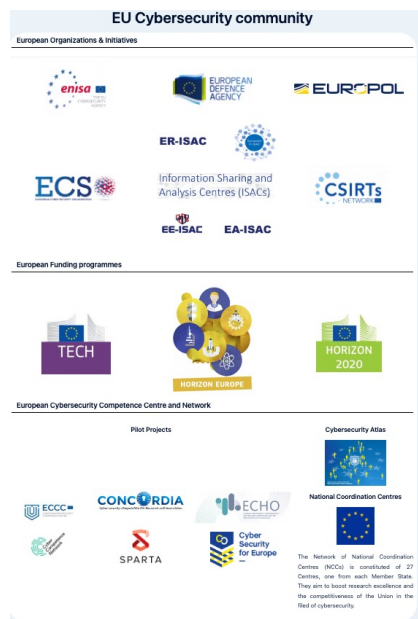 EU Cybersecurity community
European Organizations & Initiatives
enisa
EUROPEAN
DEFENCE
AGENCY
EUROPOL
ER-ISAC
ECS
Information Sharing and
Analysis Centres (ISACs)
CSIRTs
NETWORK
EE-ISAC
EA-ISAC
European Funding programmes
TECH
HORIZON EUROPE
HORIZON
2020
European Cybersecurity Competence Centre and Network
Pilot Projects
Cybersecurity Atlas
ECCC
CONCORDIA
ECHO
National Coordination Centres
Cyber
Competence
Network
SPARTA
Cyber
Security
for Europe
The Network of National Coordination
Centres (NCCs) is constituted of 27
Centres, one from each Member State.
They aim to boost research excellence and
the competitiveness of the Union in the
filed of cybersecurity.